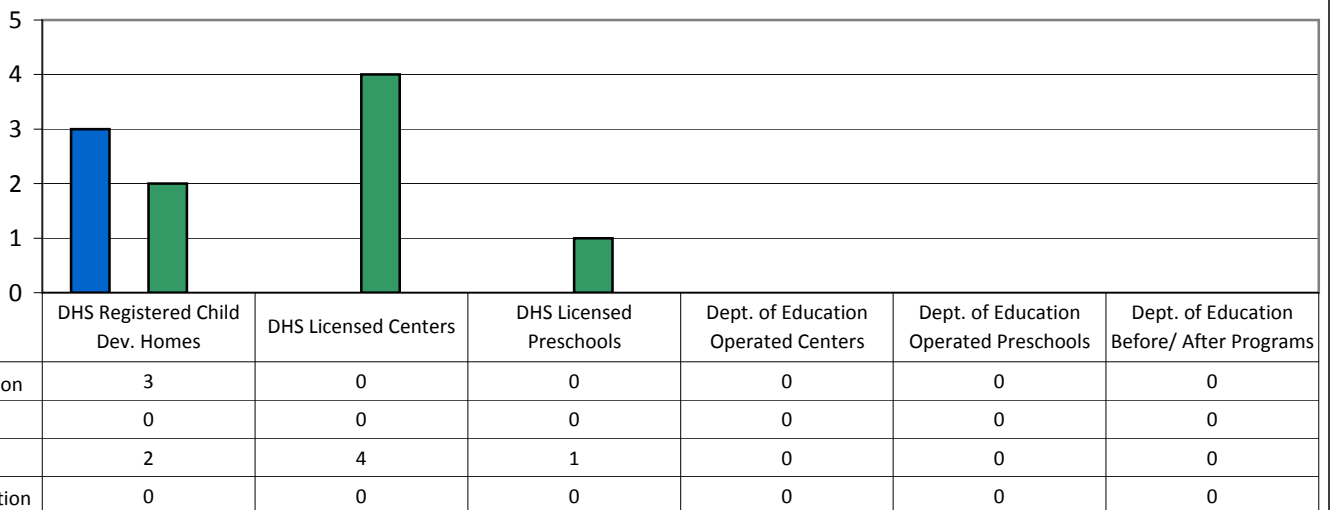 5
4
3
2
1
0
DHS Registered Child Dev. Homes
DHS Licensed Centers
DHS Licensed Preschools
Dept. of Education Operated Centers
Dept. of Education Operated Preschools
Dept. of Education Before/ After Programs
3 0 0 0 0 0
0 0 0 0 0 0
2 4 1 0 0 0
0 0 0 0 0 0